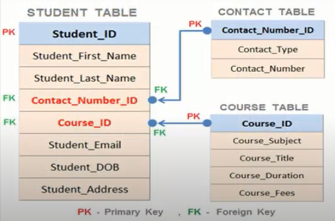 STUDENT TABLE
PK Student_ID
Student_First_Name
Student_Last_Name
FK Contact_Number_ID FK
FK Course_ID FK
Student_Email
Student_DOB
Student_Address
CONTACT TABLE
PK Contact_Number_ID
Contact_Type
Contact_Number
COURSE TABLE
PK Course_ID
Course_Subject
Course_Title
Course_Duration
Course_Fees
PK - Primary Key , FK - Foreign Key